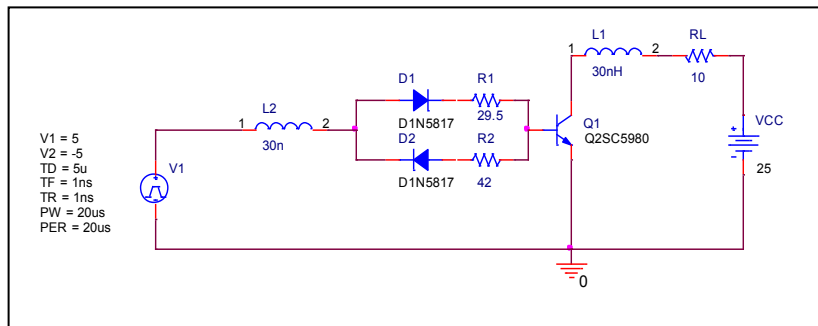 L1
1
2
30nH
RL
10
D1
D1N5817
R1
29.5
L2
1
2
30n
D2
D1N5817
R2
42
Q1
Q2SC5980
VCC
25
V1 = 5
V2 = -5
TD = 5u
TF = 1ns
TR = 1ns
PW = 20us
PER = 20us
V1
0